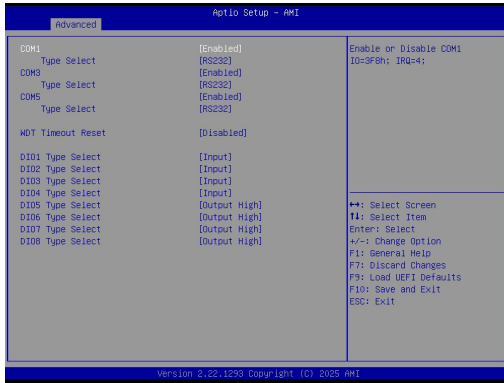 Aptio Setup - AMI
Advanced
COM1 [Enabled]
Type Select [RS232]
COM3 [Enabled]
Type Select [RS232]
COM5 [Enabled]
Type Select [RS232]
WDT Timeout Reset [Disabled]
DIO1 Type Select [Input]
DIO2 Type Select [Input]
DIO3 Type Select [Input]
DIO4 Type Select [Input]
DIO5 Type Select [Output High]
DIO6 Type Select [Output High]
DIO7 Type Select [Output High]
DIO8 Type Select [Output High]
Enable or Disable COM1
IO=3F8h; IRQ=4;
↔: Select Screen
↑↓: Select Item
Enter: Select
+/-: Change Option
F1: General Help
F7: Discard Changes
F9: Load UEFI Defaults
F10: Save and Exit
ESC: Exit
Version 2.22.1293 Copyright (C) 2025 AMI